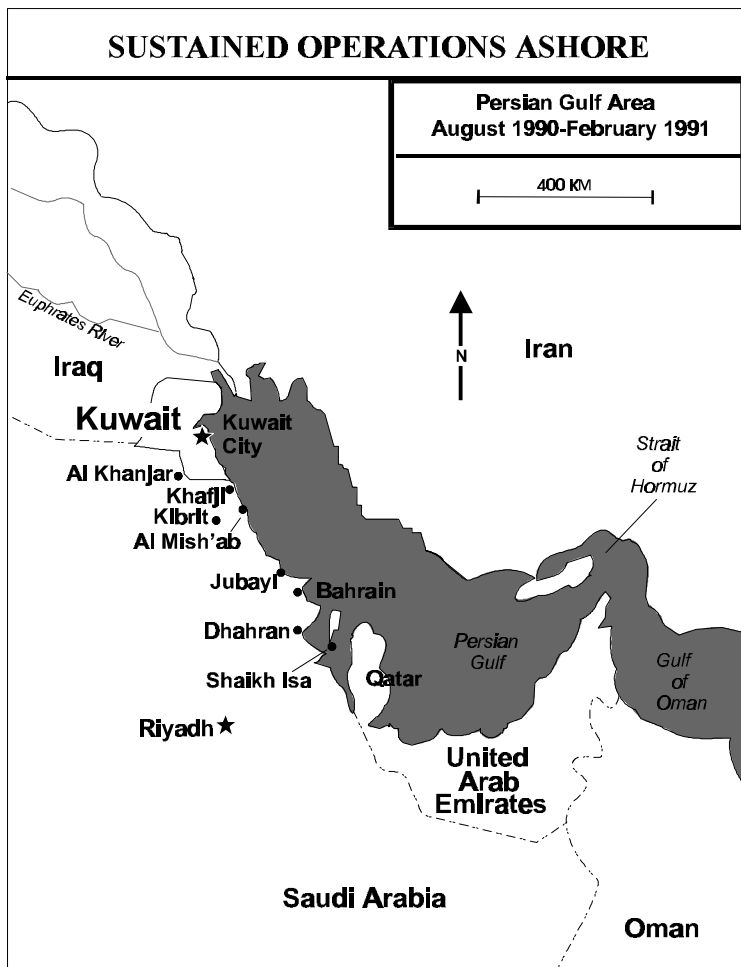 SUSTAINED OPERATIONS ASHORE
Persian Gulf Area
August 1990-February 1991
400 KM
Euphrates River
N
Iran
Iraq
Kuwait
Kuwait
City
Strait
of
Hormuz
Al Khanjar
Khafji
Kibrit
Al Mish'ab
Jubayl
Bahrain
Dhahran
Persian
Gulf
Gulf
of
Oman
Shaikh Isa
Qatar
Riyadh
United
Arab
Emirates
Saudi Arabia
Oman